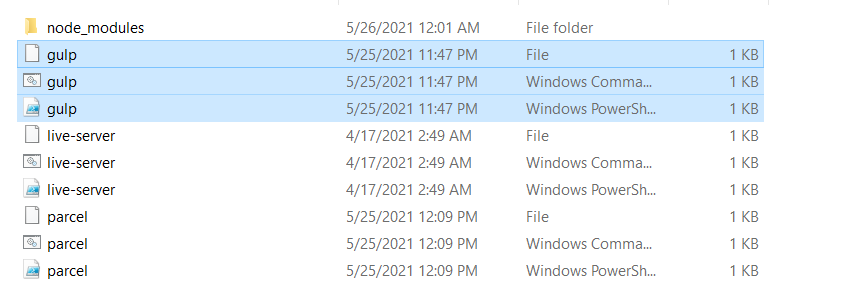 node_modules 5/26/2021 12:01 AM File folder
gulp 5/25/2021 11:47 PM File 1 KB
gulp 5/25/2021 11:47 PM Windows Comma... 1 KB
gulp 5/25/2021 11:47 PM Windows PowerSh... 1 KB
live-server 4/17/2021 2:49 AM File 1 KB
live-server 4/17/2021 2:49 AM Windows Comma... 1 KB
live-server 4/17/2021 2:49 AM Windows PowerSh... 1 KB
parcel 5/25/2021 12:09 PM File 1 KB
parcel 5/25/2021 12:09 PM Windows Comma... 1 KB
parcel 5/25/2021 12:09 PM Windows PowerSh... 1 KB